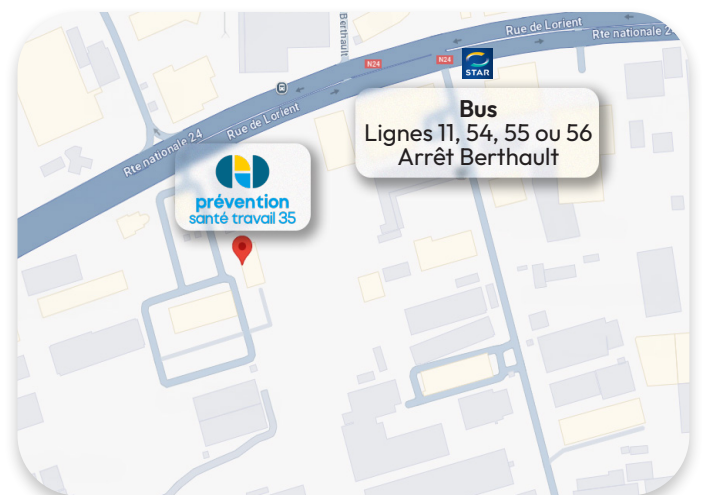 Berthault
Rue de Lorient
Rte nationale 2
N24
N24
STAR
Bus
Lignes 11, 54, 55 ou 56
Arrêt Berthault
Rue de Lorient
Rte nationale 24
prévention
santé travail 35